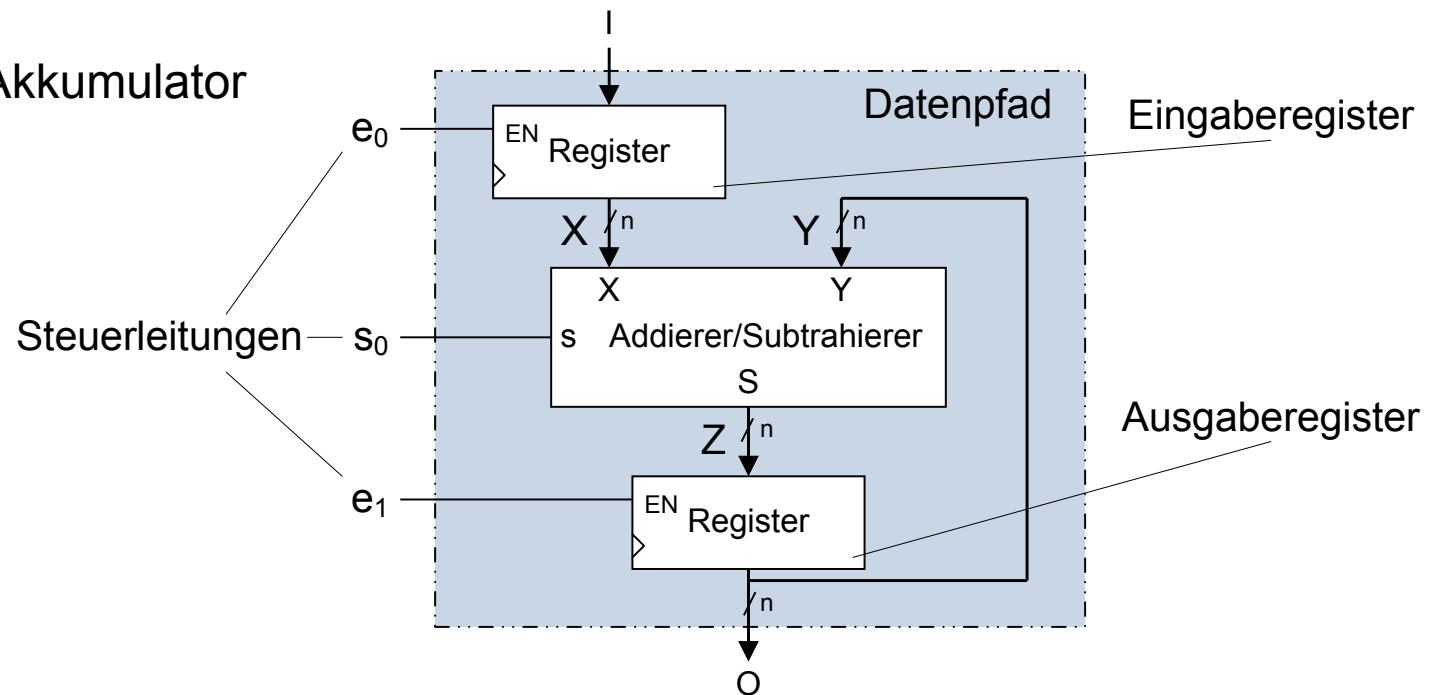 I
Akkumulator
Datenpfad
Eingaberegister
e₀
EN
Register
X
n
Y
n
X
Y
Steuerleitungen
s₀
s
Addierer/Subtrahierer
S
Z
n
Ausgaberegister
e₁
EN
Register
n
O